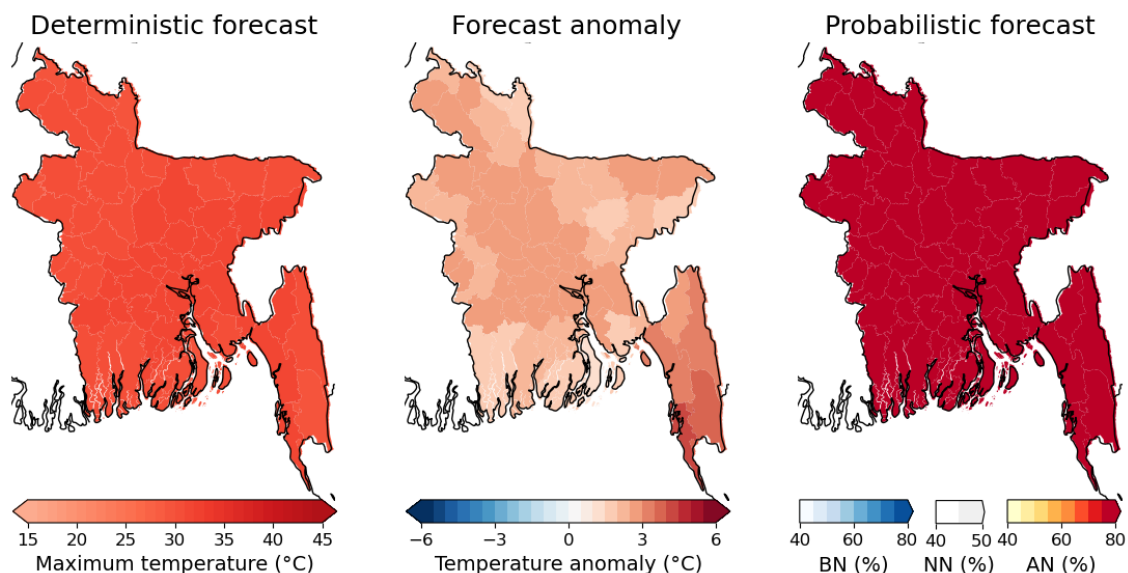 Deterministic forecast
Forecast anomaly
Probabilistic forecast
15 20 25 30 35 40 45
Maximum temperature (°C)
−6 −3 0 3 6
Temperature anomaly (°C)
40 60 80
BN (%)
40 50
NN (%)
40 60 80
AN (%)